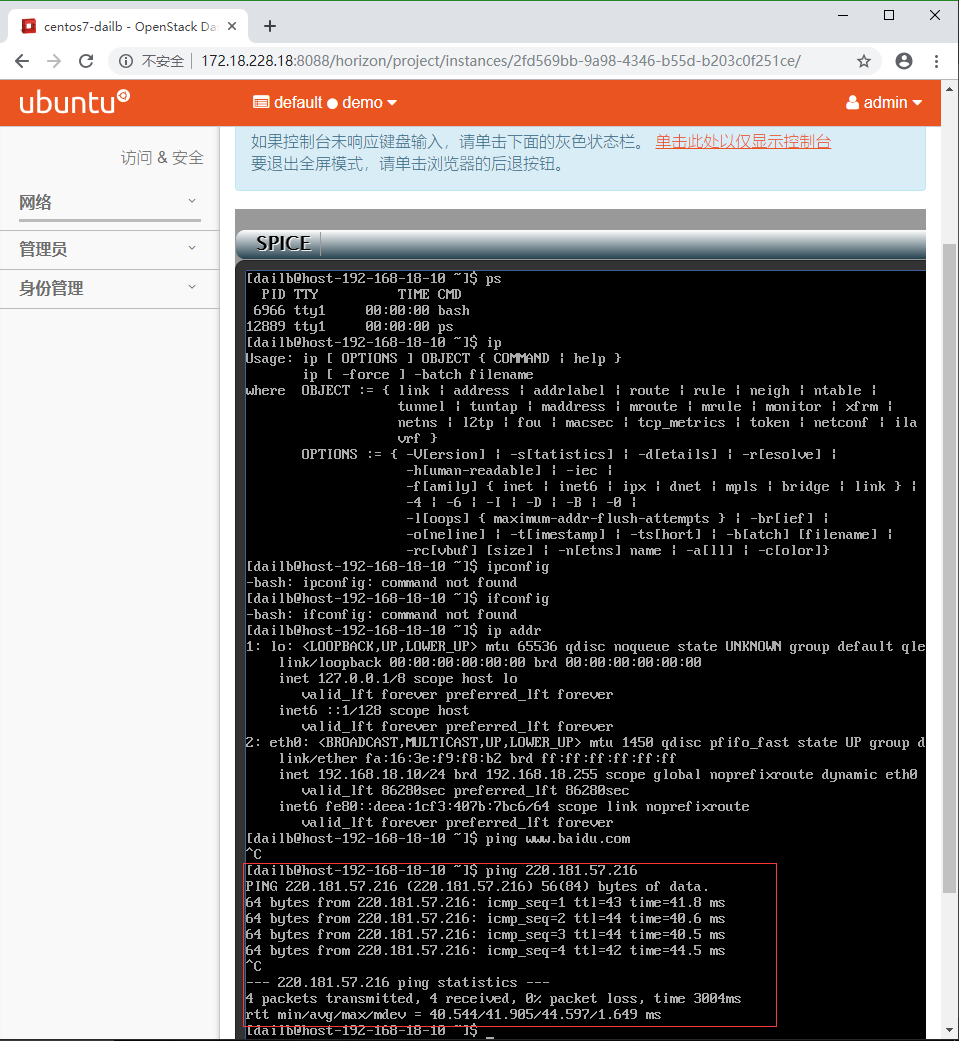 centos7-dailb - OpenStack Da
不安全 172.18.228.18:8088/horizon/project/instances/2fd569bb-9a98-4346-b55d-b203c0f251ce/
ubuntu
default demo
admin
访问 & 安全
网络
管理员
身份管理
如果控制台未响应键盘输入，请单击下面的灰色状态栏。 单击此处以仅显示控制台
要退出全屏模式，请单击浏览器的后退按钮。
SPICE
[dailb@host-192-168-18-10 ~]$ ps
  PID TTY          TIME CMD
 6966 tty1     00:00:00 bash
12889 tty1     00:00:00 ps
[dailb@host-192-168-18-10 ~]$ ip
Usage: ip [ OPTIONS ] OBJECT { COMMAND | help }
       ip [ -force ] -batch filename
where  OBJECT := { link | address | addrlabel | route | rule | neigh | ntable |
                   tunnel | tuntap | maddress | mroute | mrule | monitor | xfrm |
                   netns | l2tp | fou | macsec | tcp_metrics | token | netconf | ila
                   vrf }
       OPTIONS := { -V[ersion] | -s[tatistics] | -d[etails] | -r[esolve] |
                    -h[uman-readable] | -iec |
                    -f[amily] { inet | inet6 | ipx | dnet | mpls | bridge | link } |
                    -4 | -6 | -I | -D | -B | -0 |
                    -l[oops] { maximum-addr-flush-attempts } | -br[ief] |
                    -o[neline] | -t[imestamp] | -ts[hort] | -b[atch] [filename] |
                    -rc[vbuf] [size] | -n[etns] name | -a[ll] | -c[olor]}
[dailb@host-192-168-18-10 ~]$ ipconfig
-bash: ipconfig: command not found
[dailb@host-192-168-18-10 ~]$ ifconfig
-bash: ifconfig: command not found
[dailb@host-192-168-18-10 ~]$ ip addr
1: lo: <LOOPBACK,UP,LOWER_UP> mtu 65536 qdisc noqueue state UNKNOWN group default qle
    link/loopback 00:00:00:00:00:00 brd 00:00:00:00:00:00
    inet 127.0.0.1/8 scope host lo
       valid_lft forever preferred_lft forever
    inet6 ::1/128 scope host
       valid_lft forever preferred_lft forever
2: eth0: <BROADCAST,MULTICAST,UP,LOWER_UP> mtu 1450 qdisc pfifo_fast state UP group d
    link/ether fa:16:3e:f9:f8:b2 brd ff:ff:ff:ff:ff:ff
    inet 192.168.18.10/24 brd 192.168.18.255 scope global noprefixroute dynamic eth0
       valid_lft 86280sec preferred_lft 86280sec
    inet6 fe80::deea:1cf3:407b:7bc6/64 scope link noprefixroute
       valid_lft forever preferred_lft forever
[dailb@host-192-168-18-10 ~]$ ping www.baidu.com
^C
[dailb@host-192-168-18-10 ~]$ ping 220.181.57.216
PING 220.181.57.216 (220.181.57.216) 56(84) bytes of data.
64 bytes from 220.181.57.216: icmp_seq=1 ttl=43 time=41.8 ms
64 bytes from 220.181.57.216: icmp_seq=2 ttl=44 time=40.6 ms
64 bytes from 220.181.57.216: icmp_seq=3 ttl=44 time=40.5 ms
64 bytes from 220.181.57.216: icmp_seq=4 ttl=42 time=44.5 ms
^C
--- 220.181.57.216 ping statistics ---
4 packets transmitted, 4 received, 0% packet loss, time 3004ms
rtt min/avg/max/mdev = 40.544/41.905/44.597/1.649 ms
[dailb@host-192-168-18-10 ~]$ _